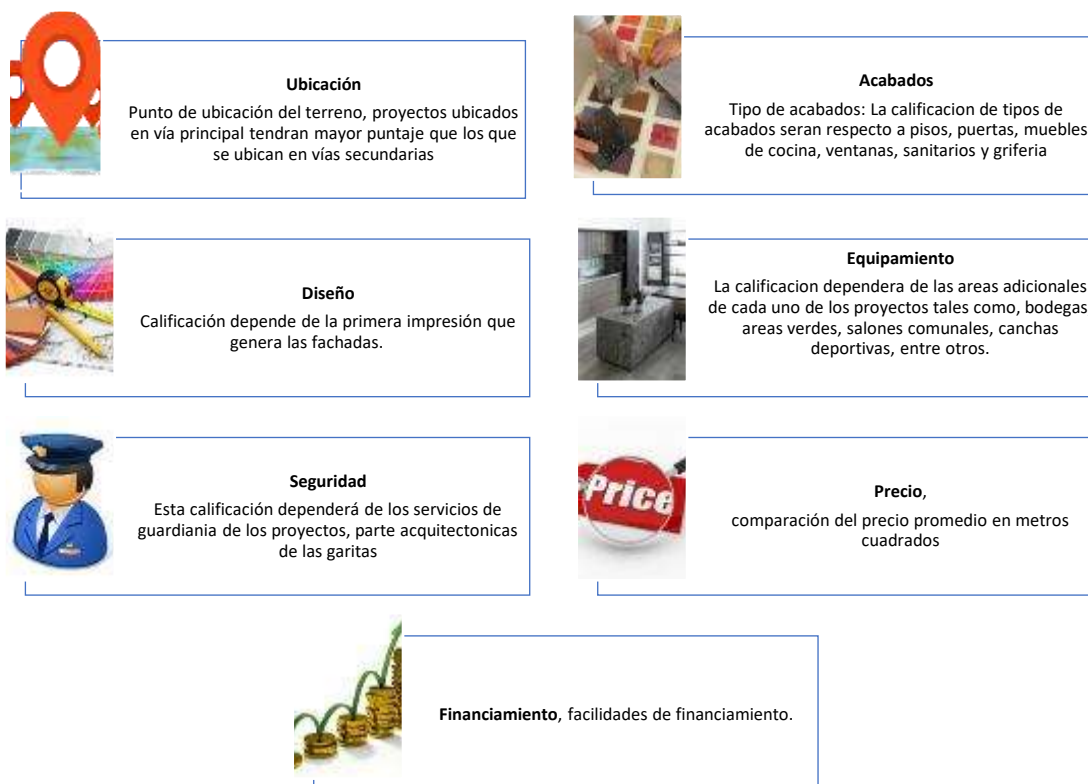 Ubicación
Punto de ubicación del terreno, proyectos ubicados
en vía principal tendran mayor puntaje que los que
se ubican en vías secundarias
Acabados
Tipo de acabados: La calificacion de tipos de
acabados seran respecto a pisos, puertas, muebles
de cocina, ventanas, sanitarios y griferia
Diseño
Calificación depende de la primera impresión que
genera las fachadas.
Equipamiento
La calificacion dependera de las areas adicionales
de cada uno de los proyectos tales como, bodegas
areas verdes, salones comunales, canchas
deportivas, entre otros.
Seguridad
Esta calificación dependerá de los servicios de
guardiania de los proyectos, parte acquitectonicas
de las garitas
Price
Precio,
comparación del precio promedio en metros
cuadrados
Financiamiento, facilidades de financiamiento.